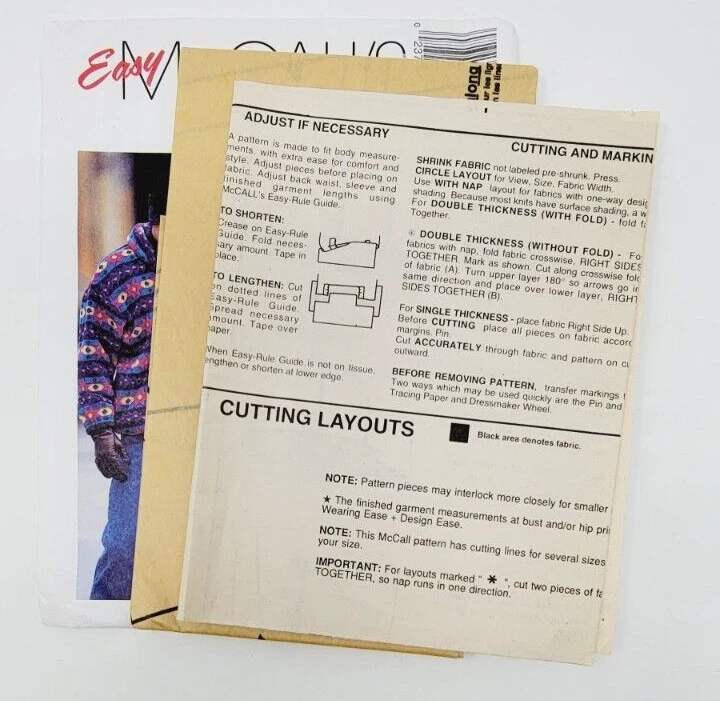 Easy
McCALL'S
ADJUST IF NECESSARY
A pattern is made to fit body measure-
ments, with extra ease for comfort and
style. Adjust pieces before placing on
fabric. Adjust back waist, sleeve and
finished garment lengths using
McCALL's Easy-Rule Guide.
TO SHORTEN:
Crease on Easy-Rule
Guide. Fold neces-
sary amount. Tape in
place.
TO LENGTHEN: Cut
on dotted lines of
Easy-Rule Guide.
Spread necessary
amount. Tape over
paper.
When Easy-Rule Guide is not on tissue,
lengthen or shorten at lower edge.
CUTTING AND MARKIN
SHRINK FABRIC not labeled pre-shrunk. Press.
CIRCLE LAYOUT for View, Size, Fabric Width.
Use WITH NAP layout for fabrics with one-way desig
shading. Because most knits have surface shading, a w
For DOUBLE THICKNESS (WITH FOLD) - fold fa
Together.
✳ DOUBLE THICKNESS (WITHOUT FOLD) - Fo
fabrics with nap, fold fabric crosswise, RIGHT SIDES
TOGETHER. Mark as shown. Cut along crosswise fold
of fabric (A). Turn upper layer 180° so arrows go in
same direction and place over lower layer, RIGHT
SIDES TOGETHER (B).
For SINGLE THICKNESS - place fabric Right Side Up.
Before CUTTING place all pieces on fabric accord
margins. Pin.
Cut ACCURATELY through fabric and pattern on cu
outward.
BEFORE REMOVING PATTERN, transfer markings
Two ways which may be used quickly are the Pin and
Tracing Paper and Dressmaker Wheel.
CUTTING LAYOUTS
Black area denotes fabric.
NOTE: Pattern pieces may interlock more closely for smaller
★ The finished garment measurements at bust and/or hip pri
Wearing Ease + Design Ease.
NOTE: This McCall pattern has cutting lines for several sizes
your size.
IMPORTANT: For layouts marked " ✱ ", cut two pieces of fa
TOGETHER, so nap runs in one direction.